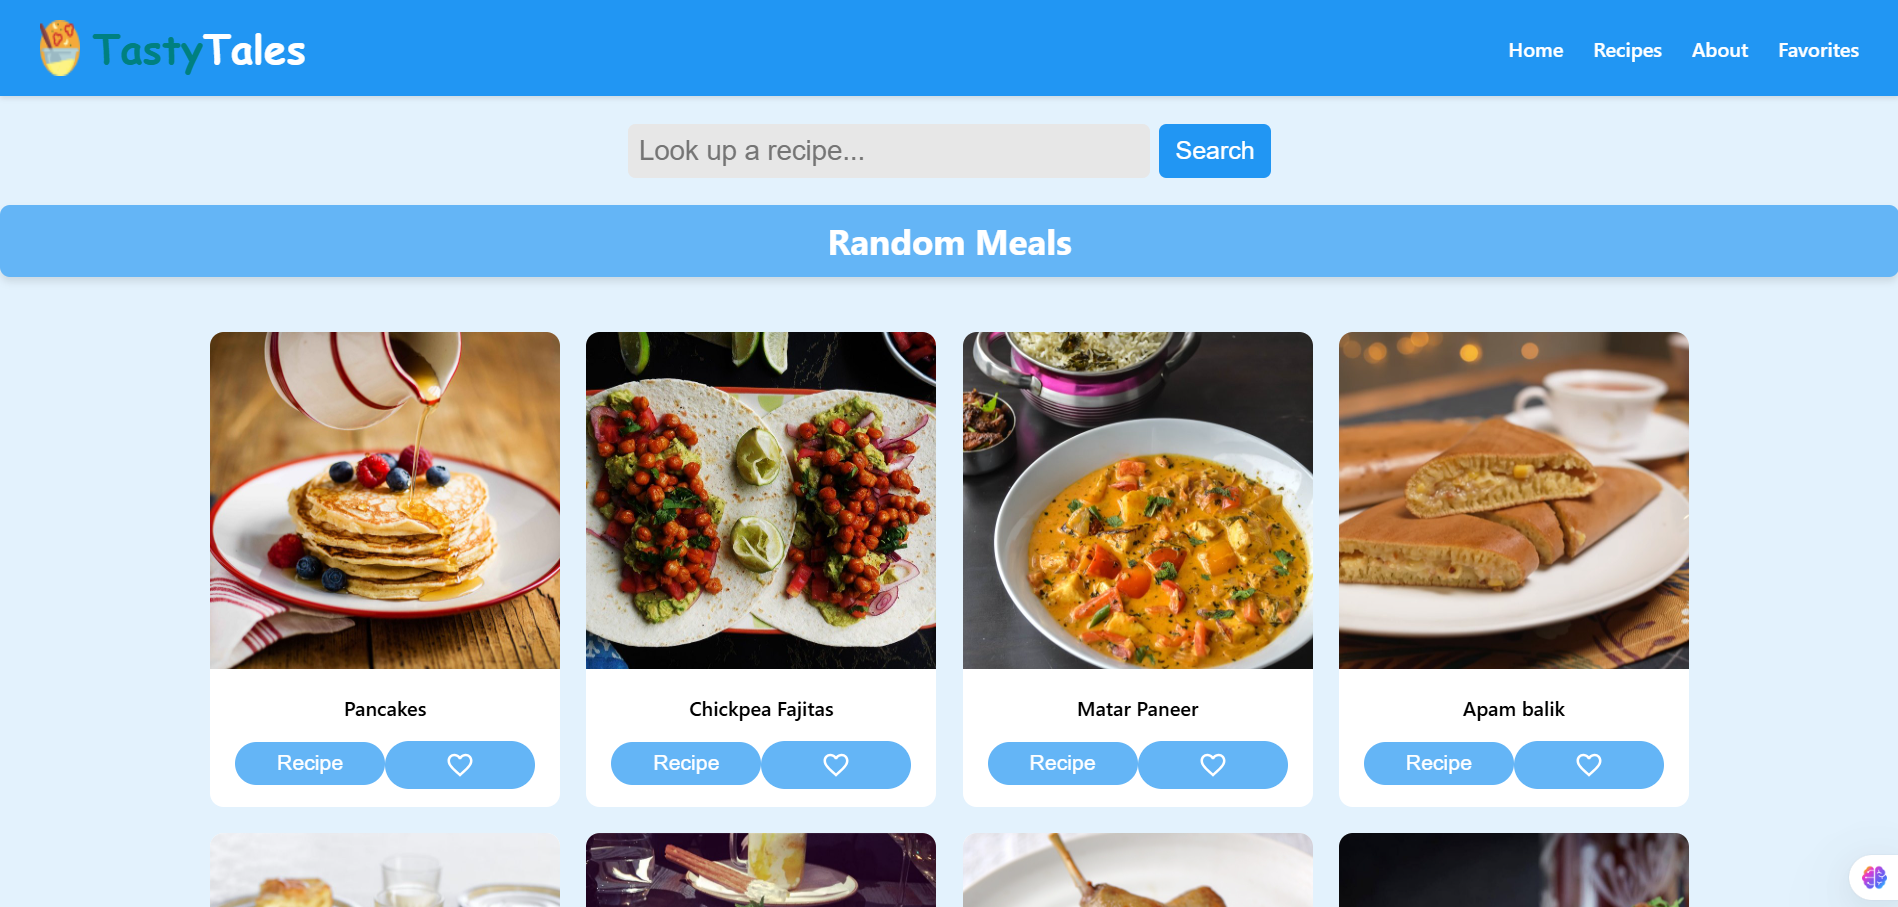 TastyTales
Home Recipes About Favorites
Look up a recipe...
Search
Random Meals
Pancakes
Recipe
Chickpea Fajitas
Recipe
Matar Paneer
Recipe
Apam balik
Recipe